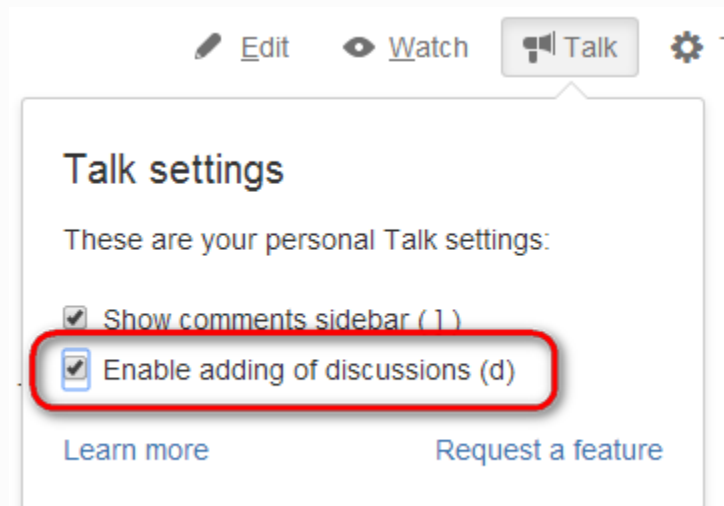 Edit Watch Talk
Talk settings
These are your personal Talk settings:
Show comments sidebar ( ] )
Enable adding of discussions (d)
Learn more Request a feature